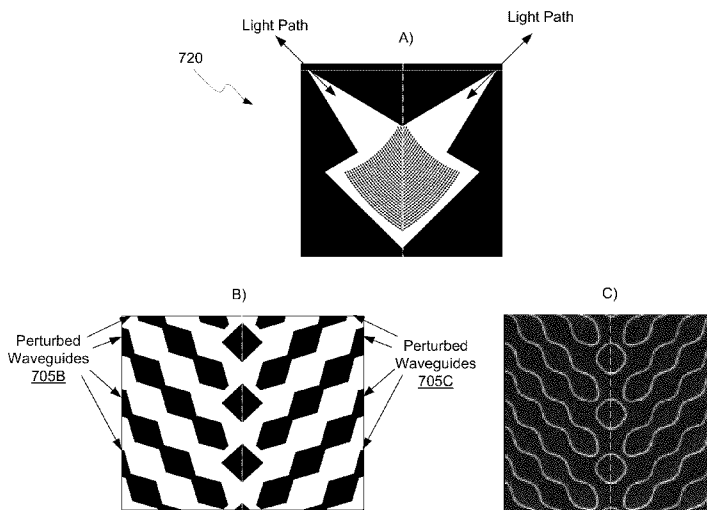 Light Path
Light Path
A)
720
B)
C)
Perturbed
Waveguides
705B
Perturbed
Waveguides
705C